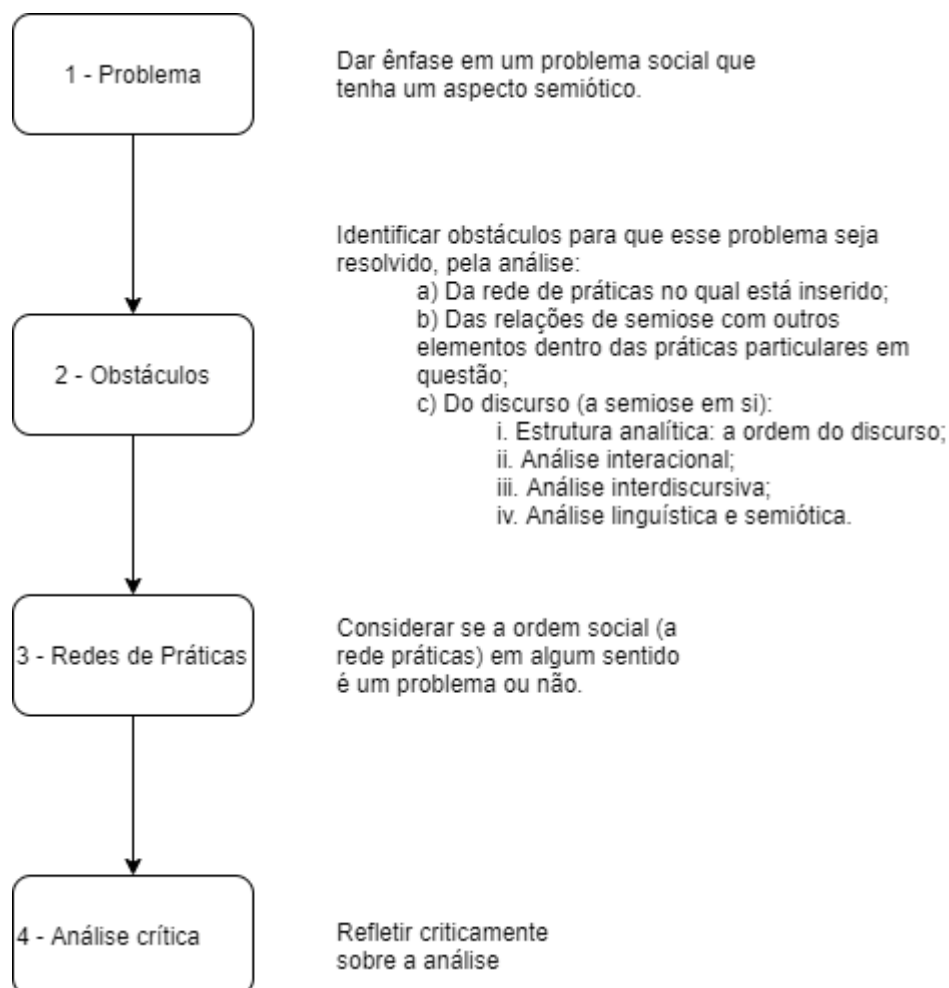 1 - Problema
Dar ênfase em um problema social que
tenha um aspecto semiótico.
Identificar obstáculos para que esse problema seja
resolvido, pela análise:
a) Da rede de práticas no qual está inserido;
b) Das relações de semiose com outros
elementos dentro das práticas particulares em
questão;
c) Do discurso (a semiose em si):
i. Estrutura analítica: a ordem do discurso;
ii. Análise interacional;
iii. Análise interdiscursiva;
iv. Análise linguística e semiótica.
2 - Obstáculos
3 - Redes de Práticas
Considerar se a ordem social (a
rede práticas) em algum sentido
é um problema ou não.
4 - Análise crítica
Refletir criticamente
sobre a análise